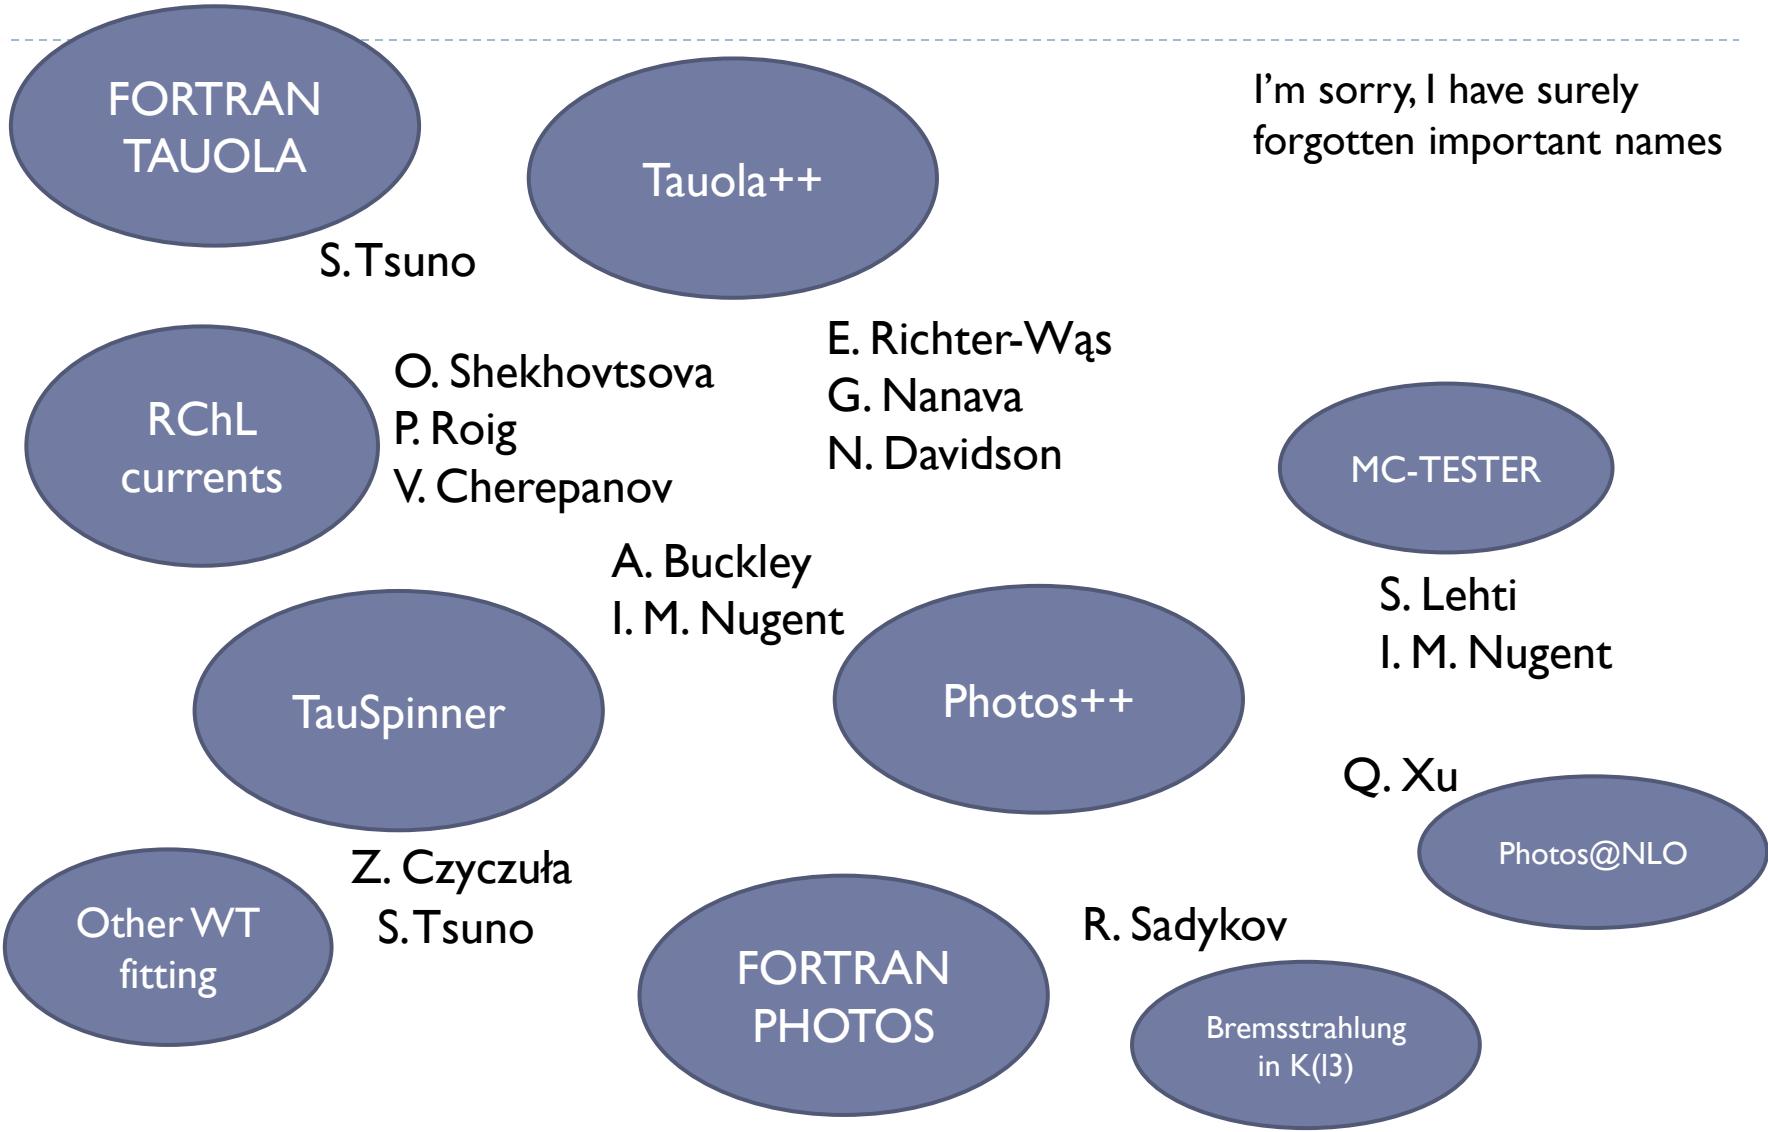 FORTRAN
TAUOLA
Tauola++
I'm sorry, I have surely
forgotten important names
S. Tsuno
RChL
currents
O. Shekhovtsova
P. Roig
V. Cherepanov
E. Richter-Wąs
G. Nanava
N. Davidson
MC-TESTER
A. Buckley
I. M. Nugent
S. Lehti
I. M. Nugent
TauSpinner
Photos++
Q. Xu
Photos@NLO
Z. Czyczuła
S. Tsuno
Other WT
fitting
FORTRAN
PHOTOS
R. Sadykov
Bremsstrahlung
in K(l3)